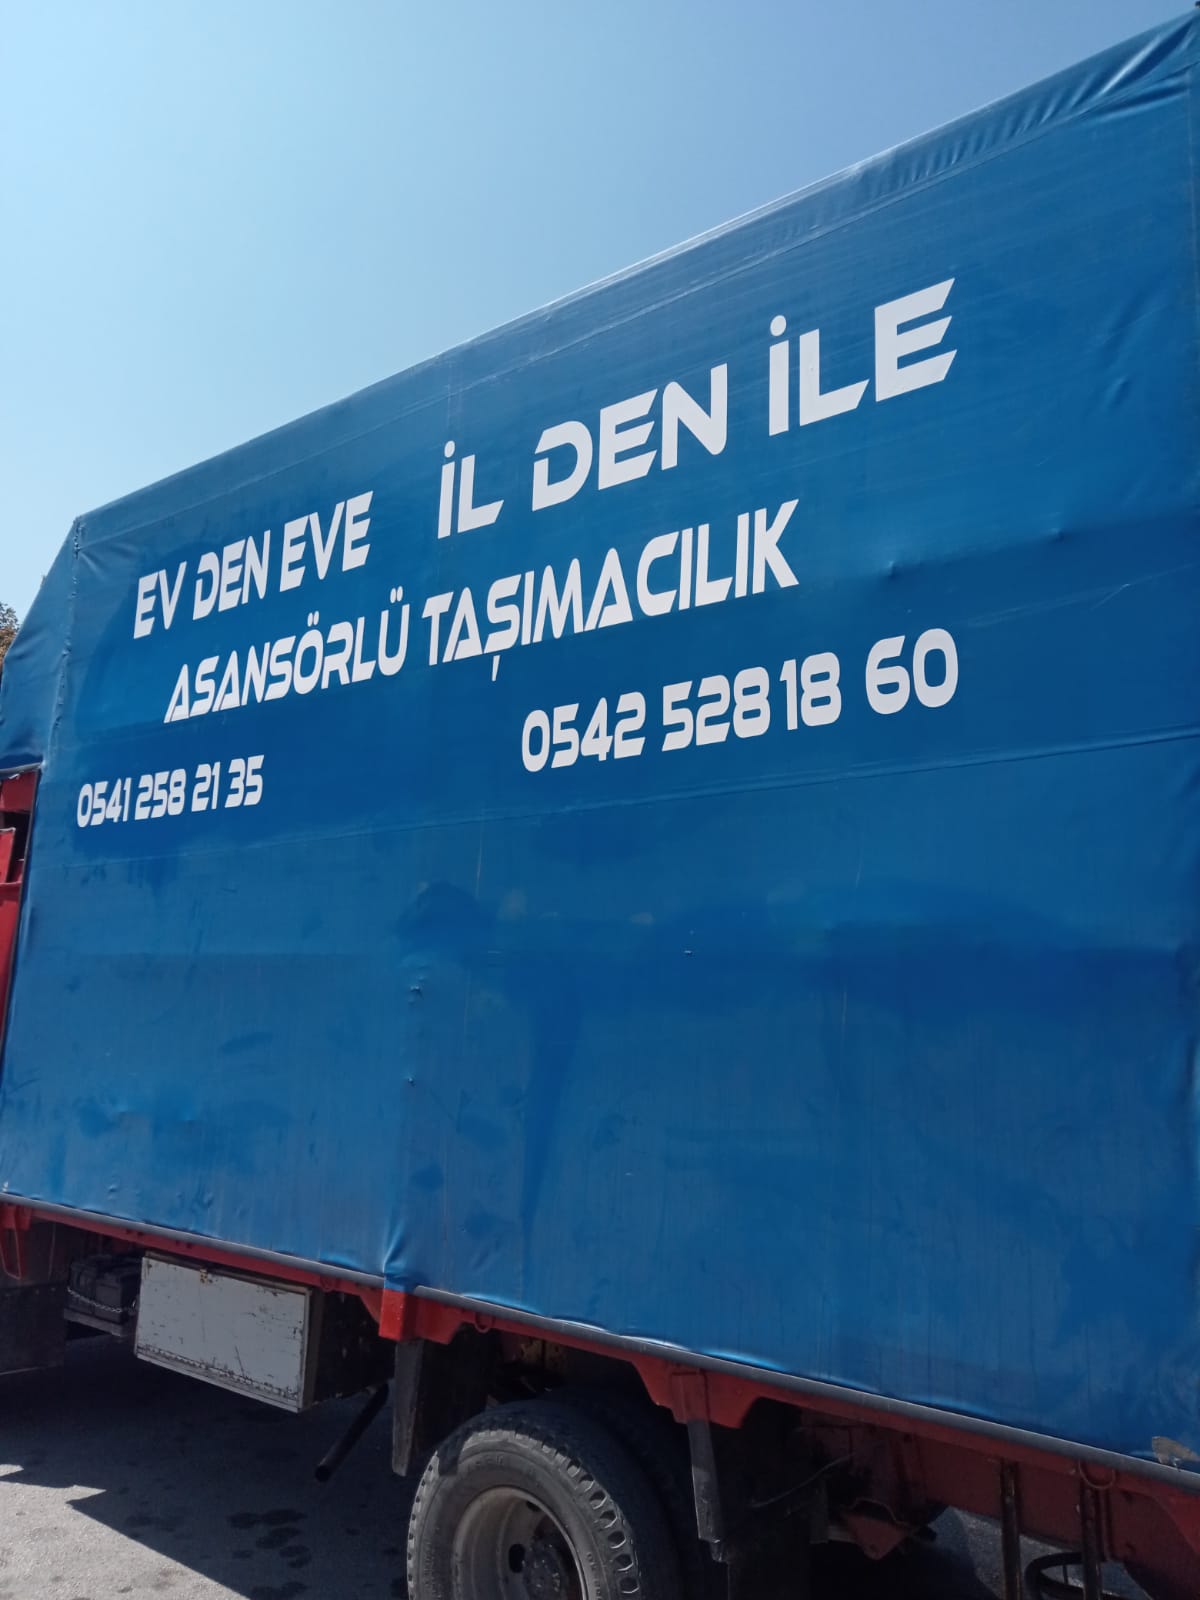 EV DEN EVE İL DEN İLE
ASANSÖRLÜ TAŞIMACILIK
0541 258 21 35 0542 528 18 60